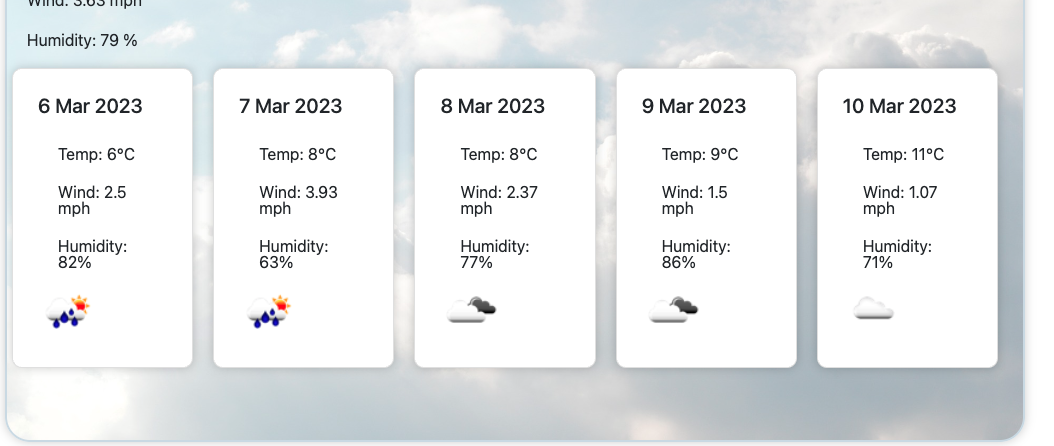 Wind: 3.63 mph
Humidity: 79 %
6 Mar 2023
Temp: 6°C
Wind: 2.5
mph
Humidity:
82%
7 Mar 2023
Temp: 8°C
Wind: 3.93
mph
Humidity:
63%
8 Mar 2023
Temp: 8°C
Wind: 2.37
mph
Humidity:
77%
9 Mar 2023
Temp: 9°C
Wind: 1.5
mph
Humidity:
86%
10 Mar 2023
Temp: 11°C
Wind: 1.07
mph
Humidity:
71%